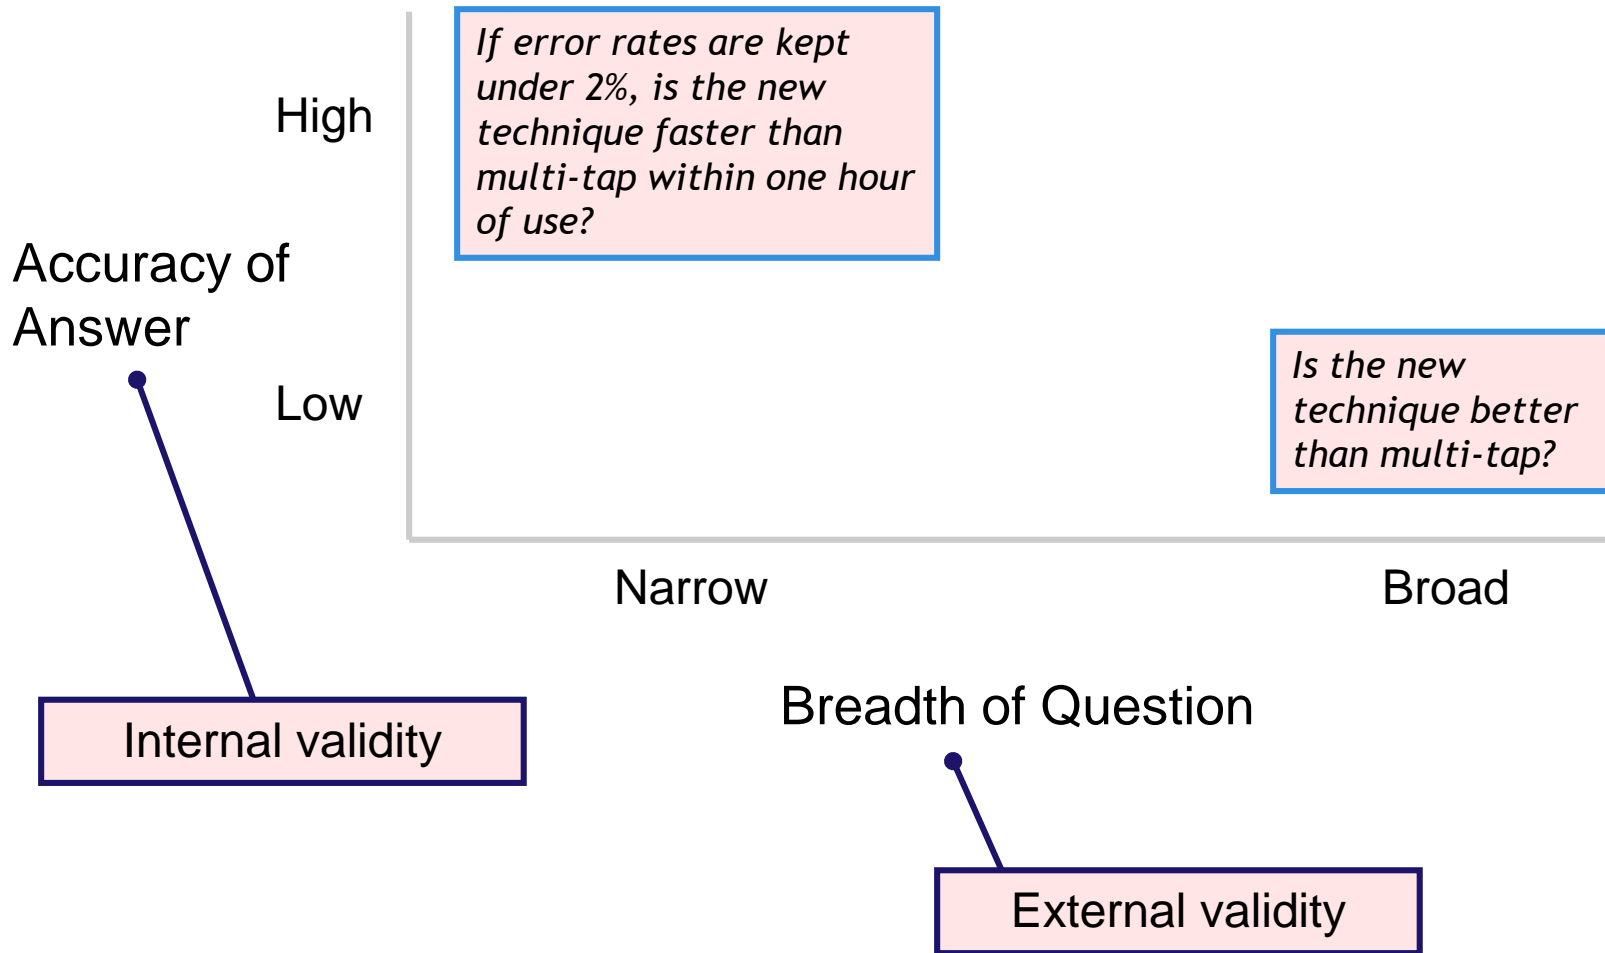 If error rates are kept
under 2%, is the new
technique faster than
multi-tap within one hour
of use?
High
Accuracy of
Answer
Low
Is the new
technique better
than multi-tap?
Narrow
Broad
Breadth of Question
Internal validity
External validity